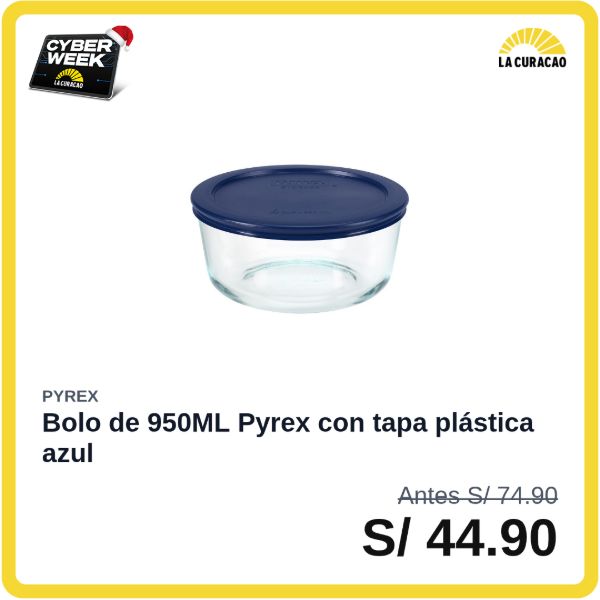 CYBER
WEEK
LA CURACAO
LA CURACAO
PYREX
Bolo de 950ML Pyrex con tapa plástica
azul
Antes S/ 74.90
S/ 44.90